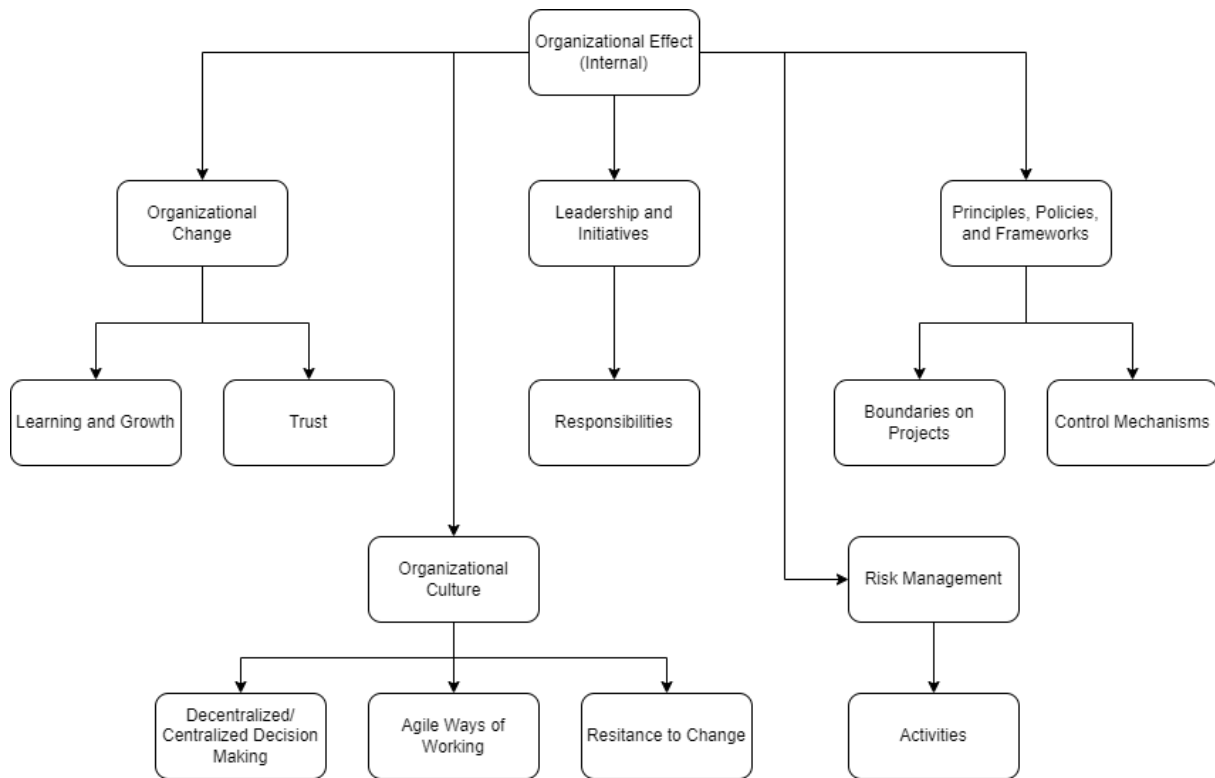 Organizational Effect
(Internal)
Organizational
Change
Leadership and
Initiatives
Principles, Policies,
and Frameworks
Learning and Growth
Trust
Responsibilities
Boundaries on
Projects
Control Mechanisms
Organizational
Culture
Risk Management
Decentralized/
Centralized Decision
Making
Agile Ways of
Working
Resitance to Change
Activities